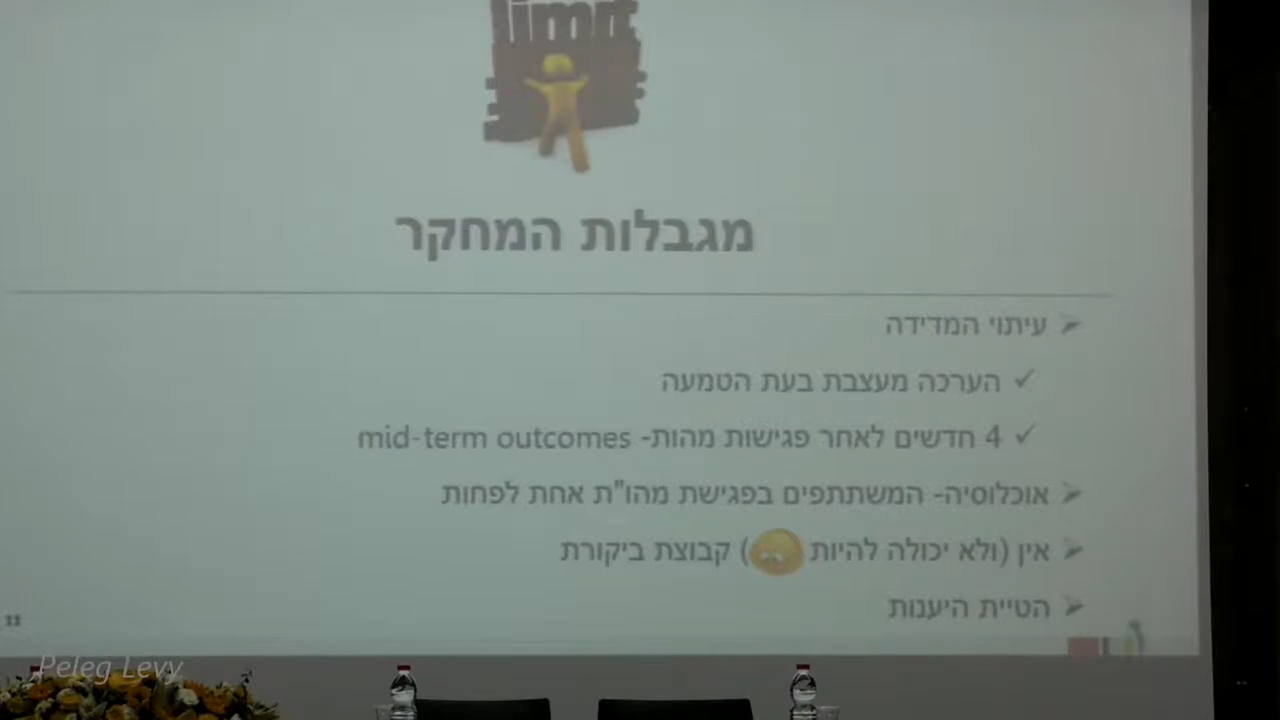 limit
מגבלות המחקר
עיתוי המדידה
הערכה מעצבת בעת הטמעה
4 חדשים לאחר פגישות מהות- mid-term outcomes
אוכלוסיה- המשתתפים בפגישת מהו"ת אחת לפחות
אין (ולא יכולה להיות ) קבוצת ביקורת
הטיית היענות
Peleg Levy